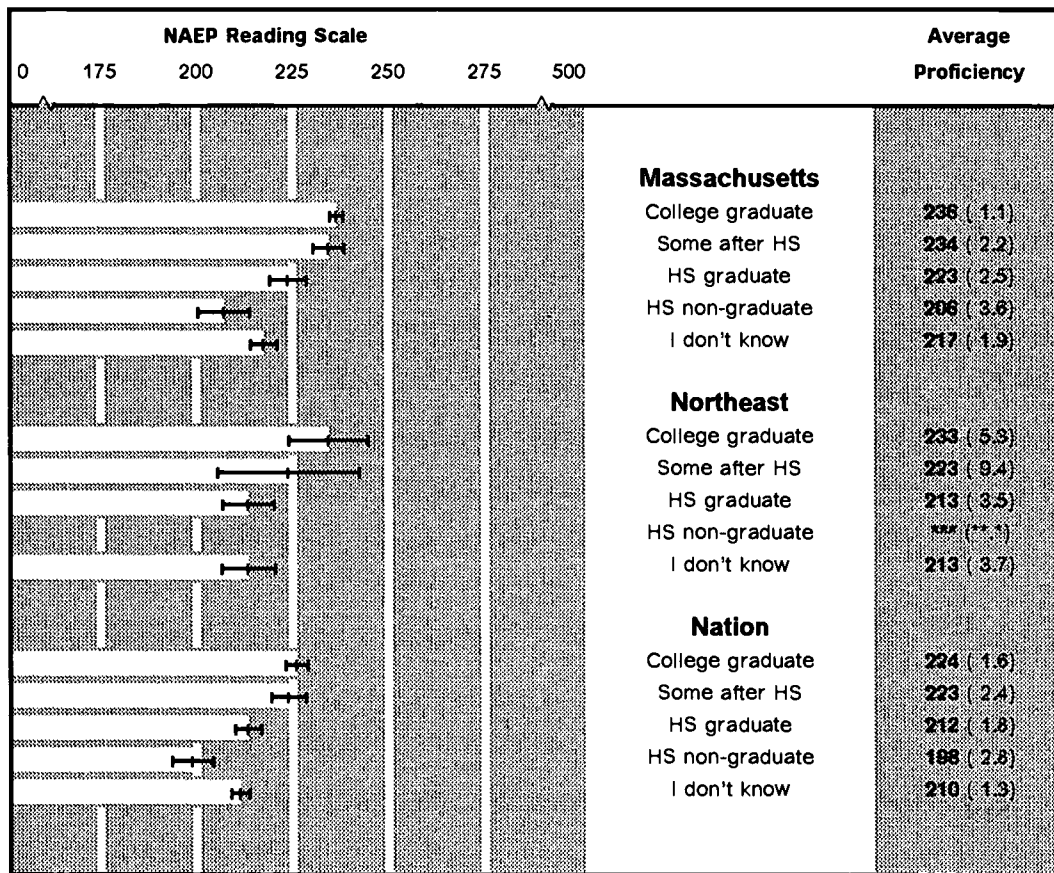 NAEP Reading Scale
Average
0 175 200 225 250 275 500
Proficiency
Massachusetts
College graduate 236 ( 1.1)
Some after HS 234 ( 2.2)
HS graduate 223 ( 2.5)
HS non-graduate 206 ( 3.6)
I don't know 217 ( 1.9)
Northeast
College graduate 233 ( 5.3)
Some after HS 223 ( 9.4)
HS graduate 213 ( 3.5)
HS non-graduate *** (**.*)
I don't know 213 ( 3.7)
Nation
College graduate 224 ( 1.6)
Some after HS 223 ( 2.4)
HS graduate 212 ( 1.8)
HS non-graduate 198 ( 2.8)
I don't know 210 ( 1.3)